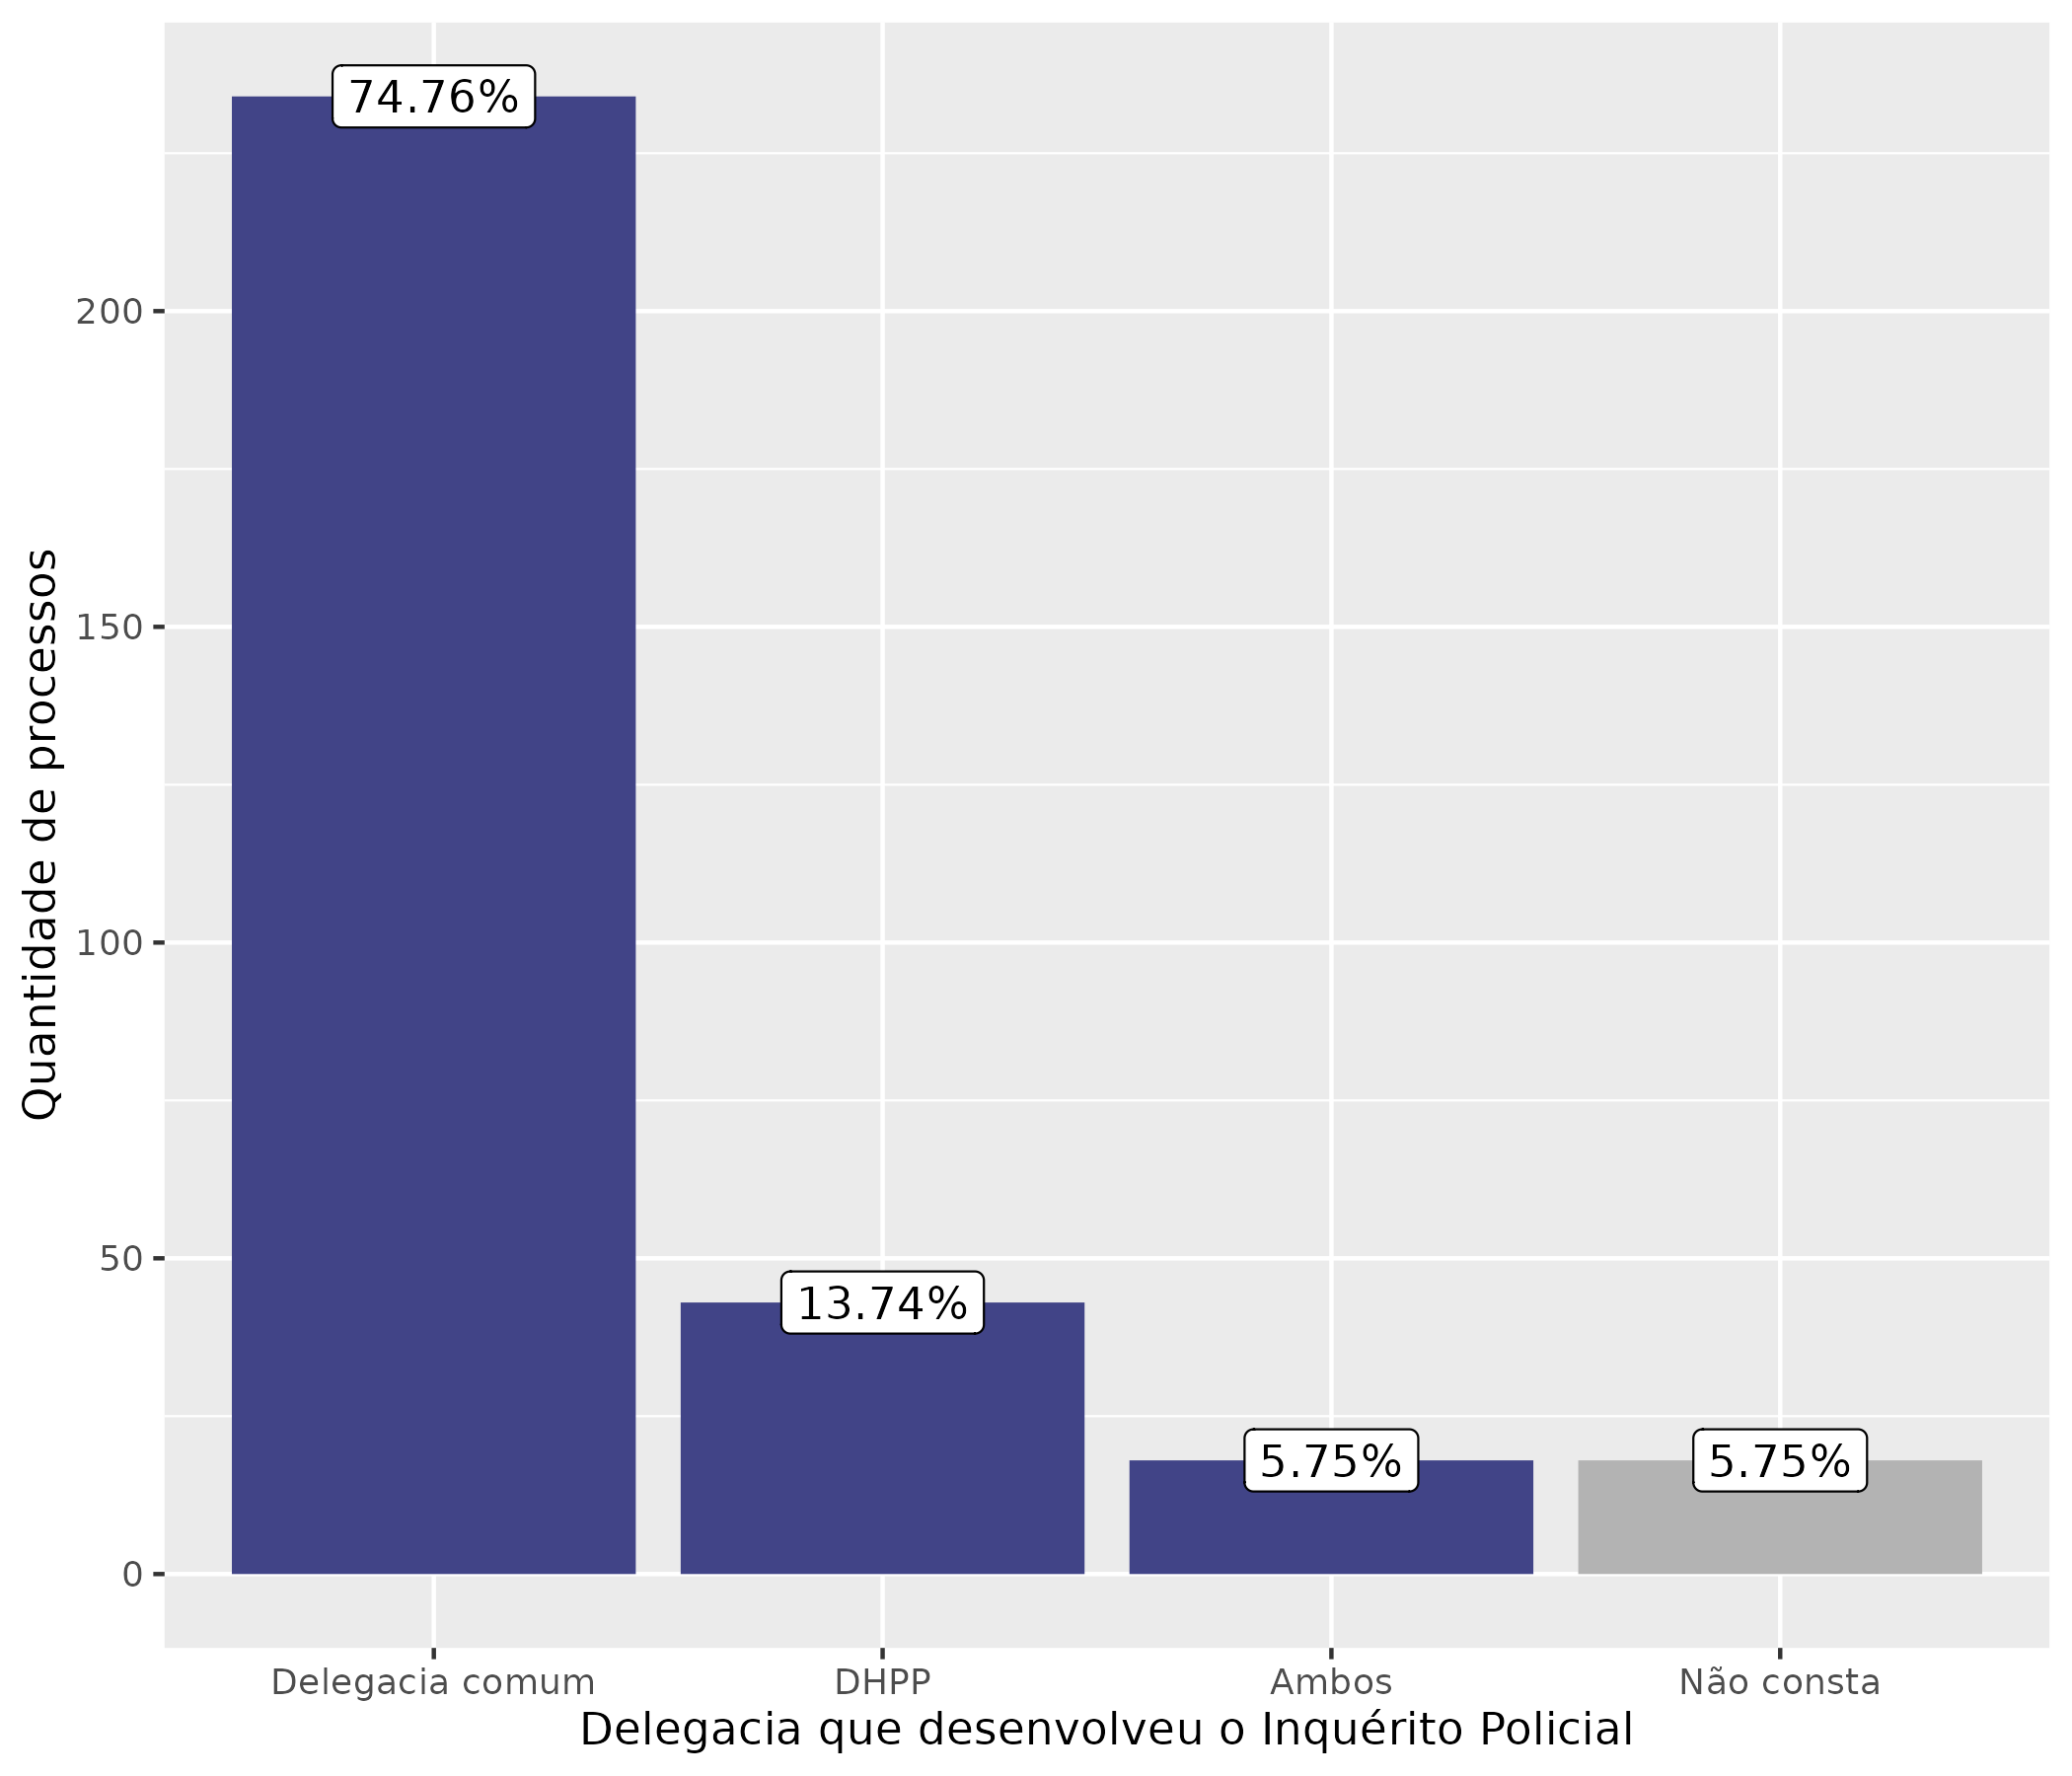 74.76%
200
150
100
50
0
Quantidade de processos
13.74%
5.75%
5.75%
Delegacia comum
DHPP
Ambos
Não consta
Delegacia que desenvolveu o Inquérito Policial